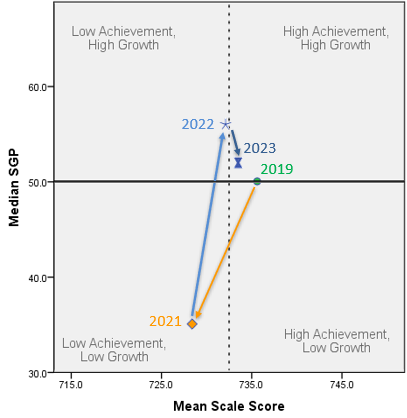 Low Achievement,
High Growth
High Achievement,
High Growth
60.0
2022
2023
2019
50.0
Median SGP
40.0
2021
Low Achievement,
Low Growth
High Achievement,
Low Growth
30.0
715.0
725.0
735.0
745.0
Mean Scale Score